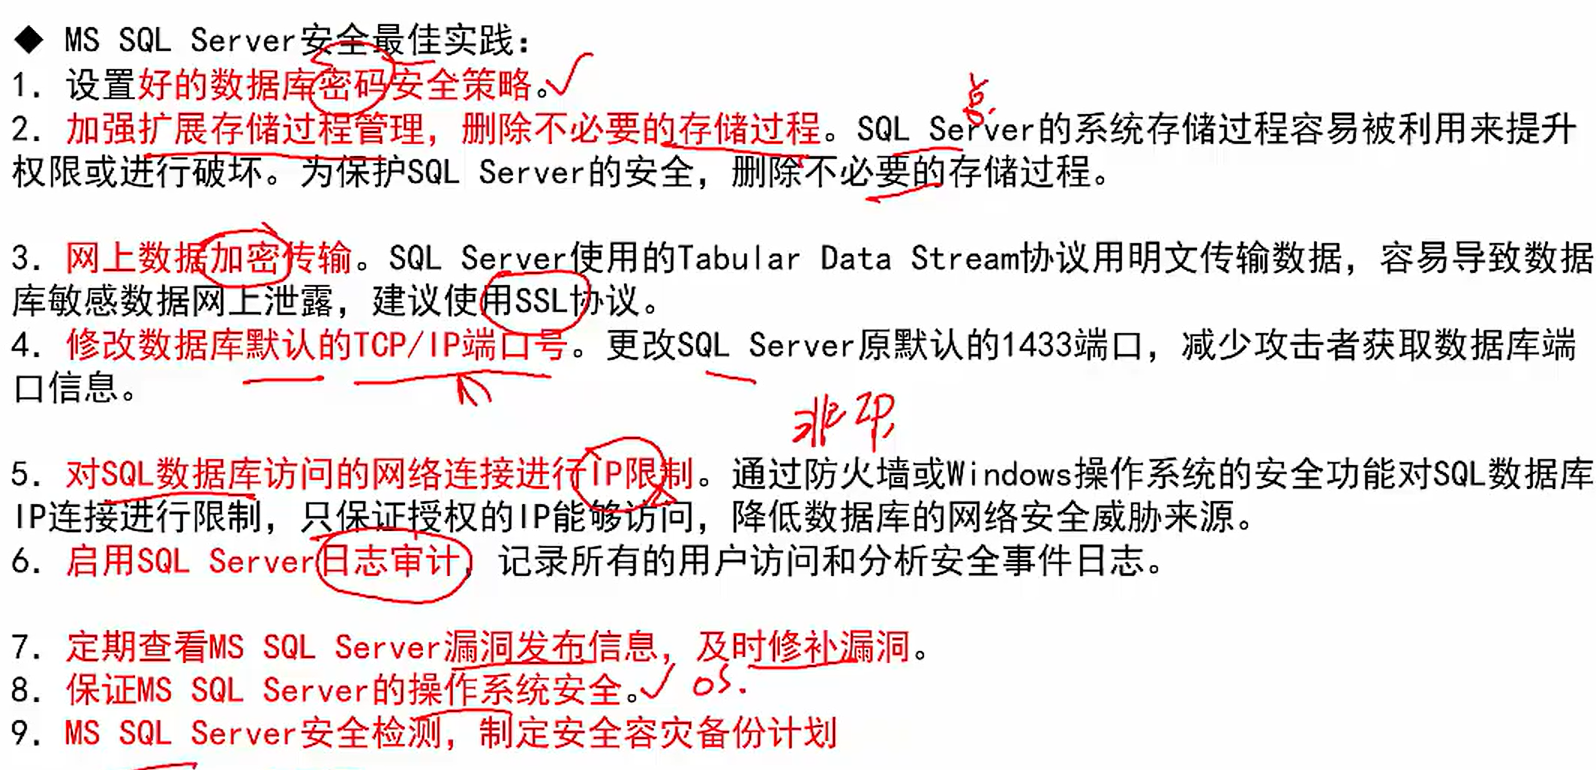 ◆ MS SQL Server安全最佳实践：
1. 设置好的数据库密码安全策略。
2. 加强扩展存储过程管理，删除不必要的存储过程。SQL Server的系统存储过程容易被利用来提升
权限或进行破坏。为保护SQL Server的安全，删除不必要的存储过程。
3. 网上数据加密传输。SQL Server使用的Tabular Data Stream协议用明文传输数据，容易导致数据
库敏感数据网上泄露，建议使用SSL协议。
4. 修改数据库默认的TCP/IP端口号。更改SQL Server原默认的1433端口，减少攻击者获取数据库端
口信息。
5. 对SQL数据库访问的网络连接进行IP限制。通过防火墙或Windows操作系统的安全功能对SQL数据库
IP连接进行限制，只保证授权的IP能够访问，降低数据库的网络安全威胁来源。
6. 启用SQL Server日志审计，记录所有的用户访问和分析安全事件日志。
7. 定期查看MS SQL Server漏洞发布信息，及时修补漏洞。
8. 保证MS SQL Server的操作系统安全。 OS.
9. MS SQL Server安全检测，制定安全容灾备份计划